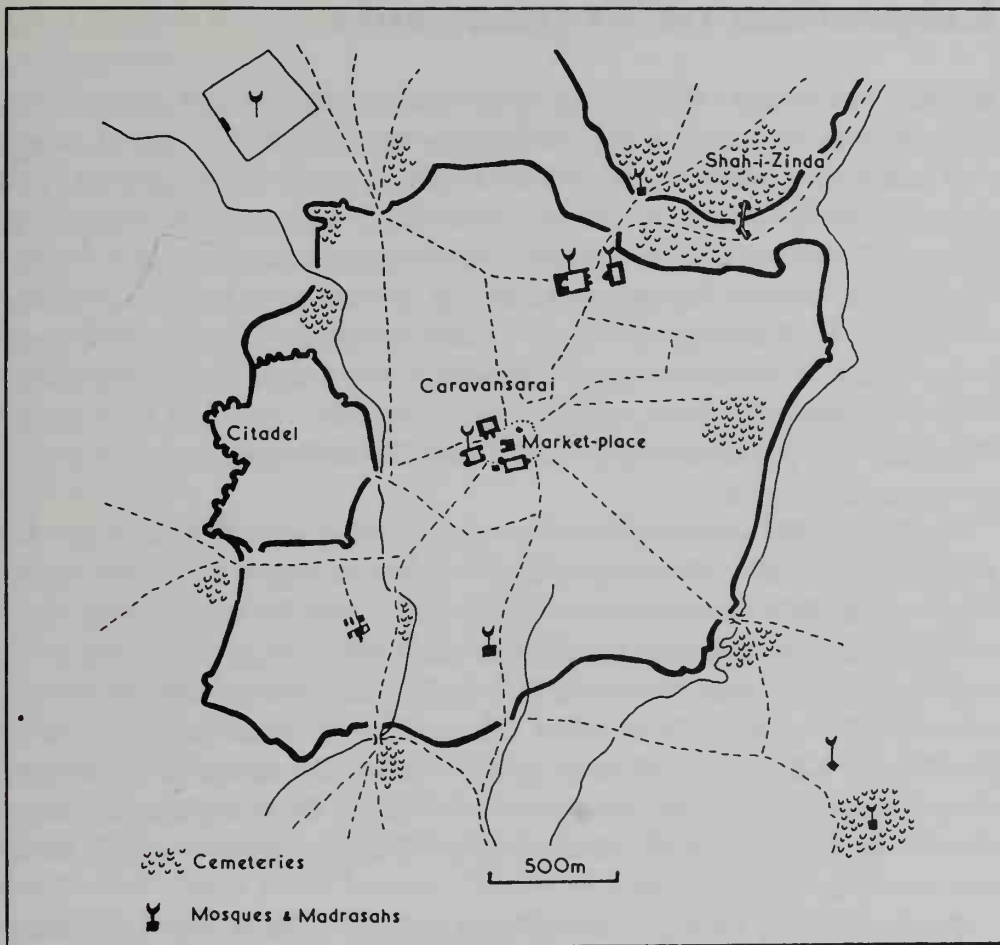 Shah-i-Zinda
Caravansarai
Citadel
Market-place
500m
Cemeteries
Mosques & Madrasahs